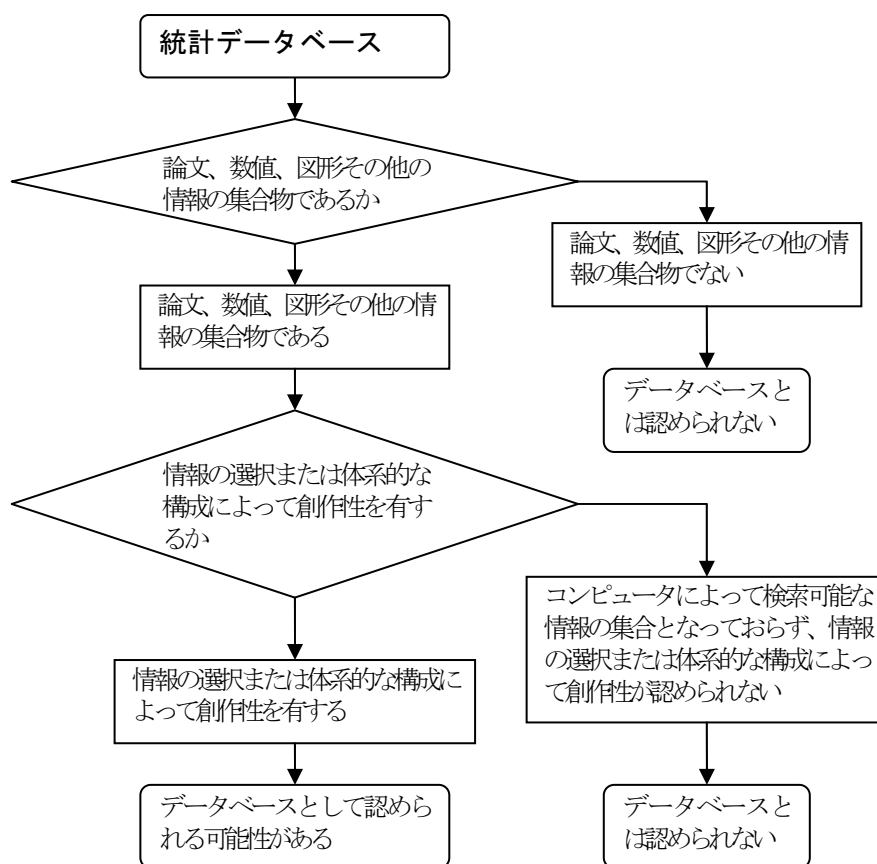 統計データベース
論文、数値、図形その他の
情報の集合物であるか
論文、数値、図形その他の情
報の集合物でない
論文、数値、図形その他の情
報の集合物である
データベースと
は認められない
情報の選択または体系的な
構成によって創作性を有す
るか
コンピュータによって検索可能な
情報の集合となっておらず、情報
の選択または体系的な構成によっ
て創作性が認められない
情報の選択または体系的な構成に
よって創作性を有する
データベースとして認めら
れる可能性がある
データベースと
は認められない